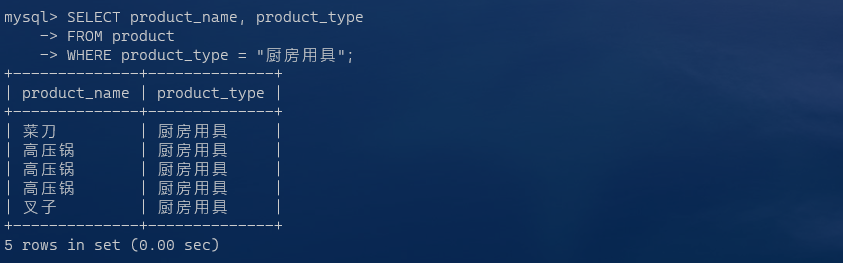 mysql> SELECT product_name, product_type
    -> FROM product
    -> WHERE product_type = "厨房用具";
+--------------+--------------+
| product_name | product_type |
+--------------+--------------+
| 菜刀         | 厨房用具     |
| 高压锅       | 厨房用具     |
| 高压锅       | 厨房用具     |
| 高压锅       | 厨房用具     |
| 叉子         | 厨房用具     |
+--------------+--------------+
5 rows in set (0.00 sec)